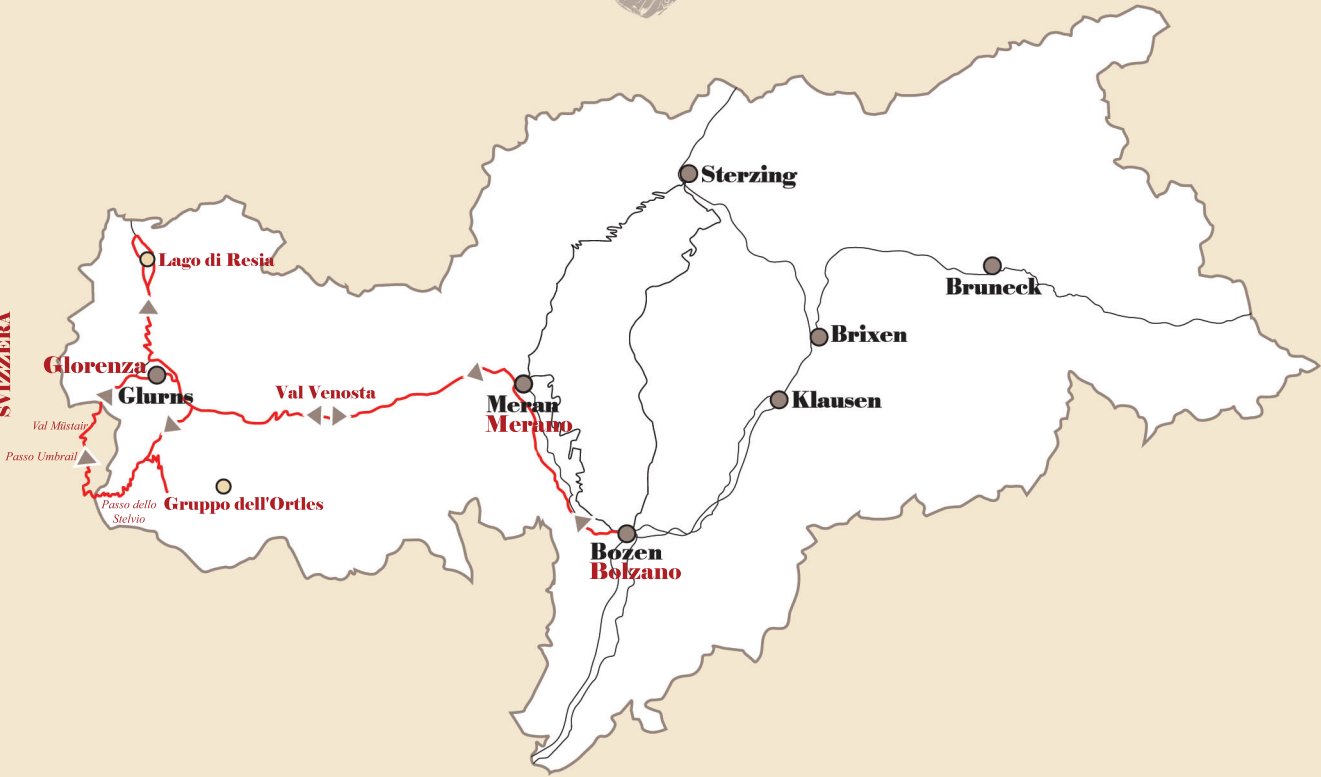 Sterzing
Lago di Resia
Bruneck
SVIZZERA
Brixen
Glorenza
Glurns
Val Venosta
Meran
Merano
Klausen
Val Müstair
Passo Umbrail
Passo dello
Stelvio
Gruppo dell'Ortles
Bozen
Bolzano